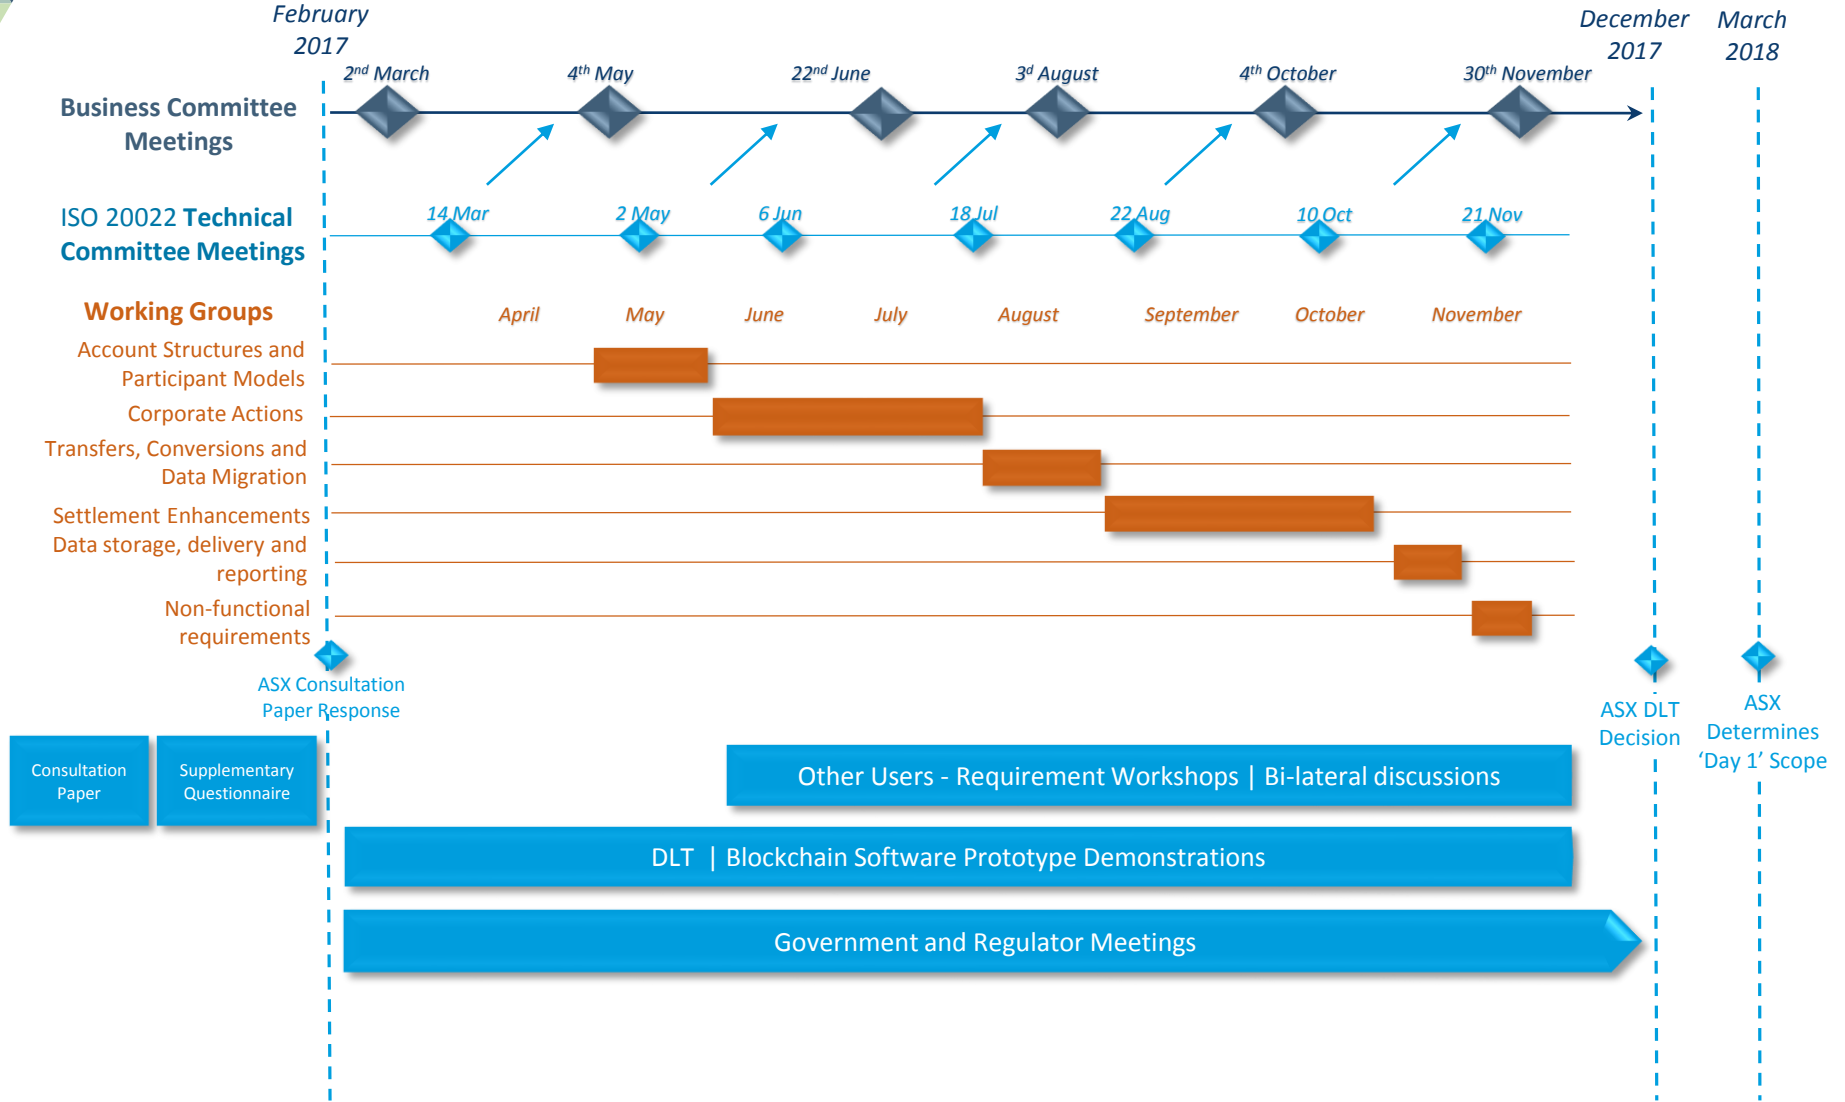 February
2017
December
2017
March
2018
2nd March
4th May
22nd June
3d August
4th October
30th November
Business Committee
Meetings
ISO 20022 Technical
Committee Meetings
14 Mar
2 May
6 Jun
18 Jul
22 Aug
10 Oct
21 Nov
Working Groups
April
May
June
July
August
September
October
November
Account Structures and
Participant Models
Corporate Actions
Transfers, Conversions and
Data Migration
Settlement Enhancements
Data storage, delivery and
reporting
Non-functional
requirements
ASX Consultation
Paper Response
ASX DLT
Decision
ASX
Determines
‘Day 1’ Scope
Consultation
Paper
Supplementary
Questionnaire
Other Users - Requirement Workshops | Bi-lateral discussions
DLT | Blockchain Software Prototype Demonstrations
Government and Regulator Meetings